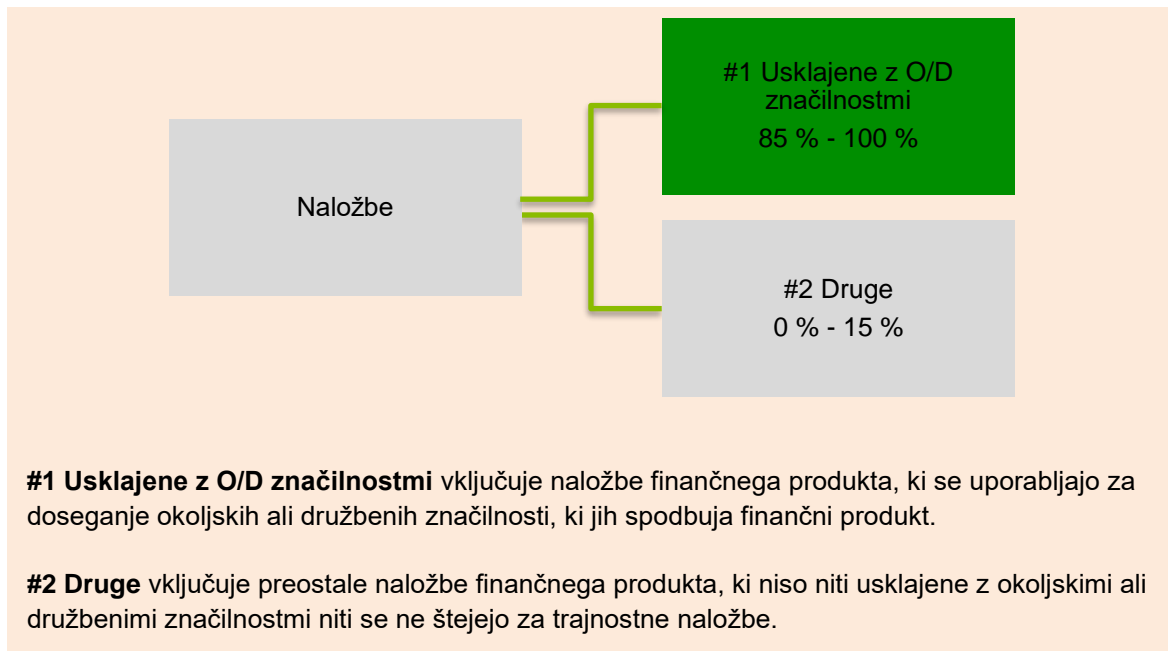 #1 Usklajene z O/D
značilnostmi
85 % - 100 %
Naložbe
#2 Druge
0 % - 15 %
#1 Usklajene z O/D značilnostmi vključuje naložbe finančnega produkta, ki se uporabljajo za
doseganje okoljskih ali družbenih značilnosti, ki jih spodbuja finančni produkt.
#2 Druge vključuje preostale naložbe finančnega produkta, ki niso niti usklajene z okoljskimi ali
družbenimi značilnostmi niti se ne štejejo za trajnostne naložbe.